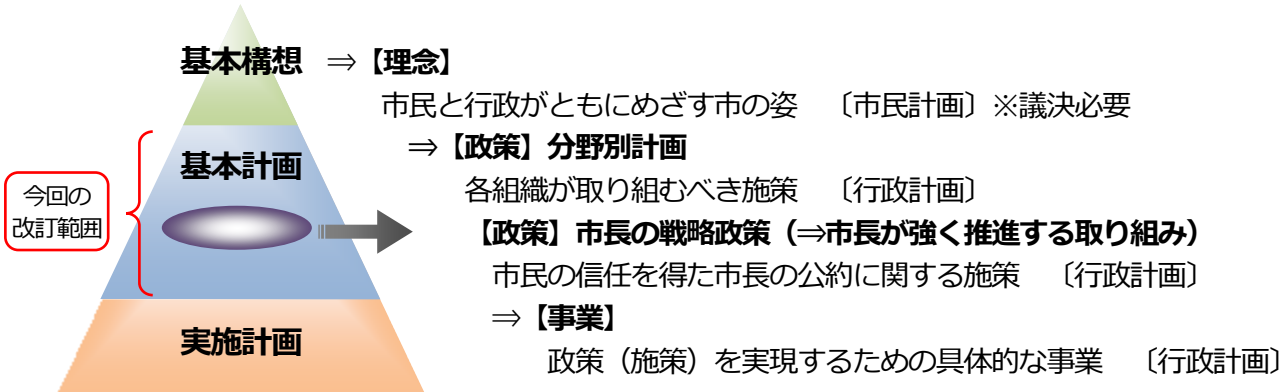 基本構想 ⇒【理念】
市民と行政がともにめざす市の姿 〔市民計画〕※議決必要
基本計画 ⇒【政策】分野別計画
各組織が取り組むべき施策 〔行政計画〕
今回の
改訂範囲
【政策】市長の戦略政策（⇒市長が強く推進する取り組み）
市民の信任を得た市長の公約に関する施策 〔行政計画〕
実施計画 ⇒【事業】
政策（施策）を実現するための具体的な事業 〔行政計画〕